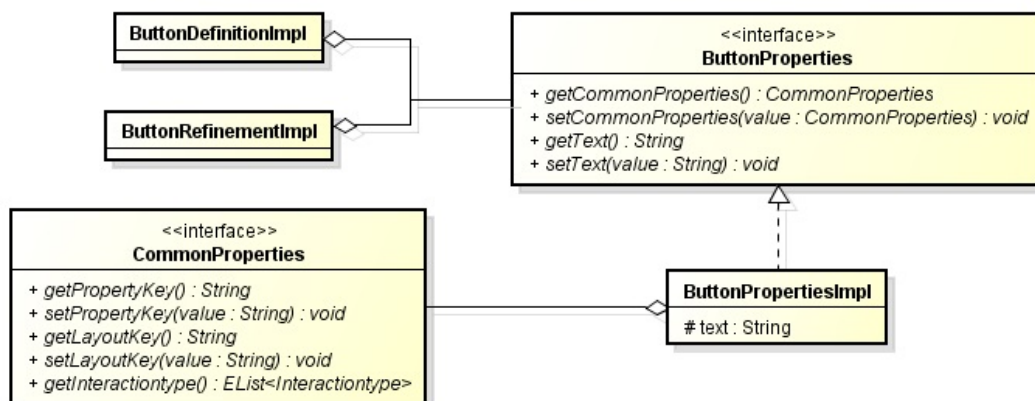 ButtonDefinitionImpl
ButtonRefinementImpl
<<interface>>
ButtonProperties
+ getCommonProperties() : CommonProperties
+ setCommonProperties(value : CommonProperties) : void
+ getText() : String
+ setText(value : String) : void
<<interface>>
CommonProperties
+ getPropertyKey() : String
+ setPropertyKey(value : String) : void
+ getLayoutKey() : String
+ setLayoutKey(value : String) : void
+ getInteractiontype() : EList<Interactiontype>
ButtonPropertiesImpl
# text : String